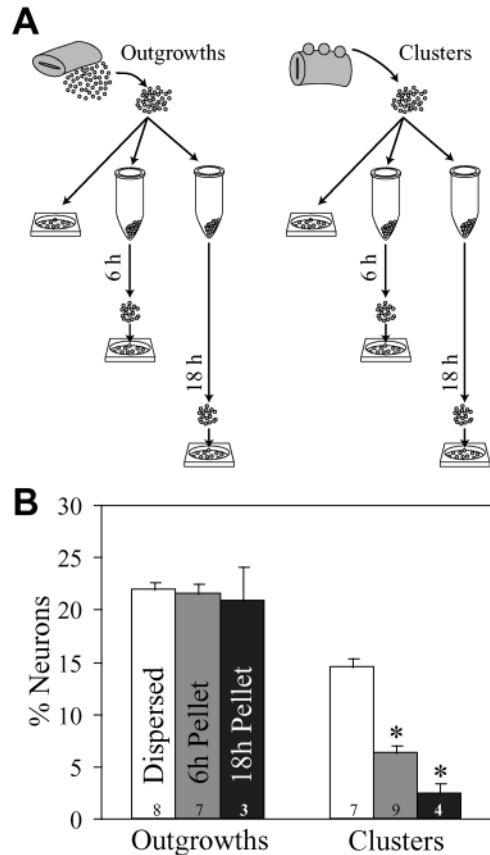 A
Outgrowths
Clusters
6 h
18 h
6 h
18 h
B
30
25
20
15
10
5
0
% Neurons
Dispersed
6h Pellet
18h Pellet
* *
8 7 3 7 9 4
Outgrowths Clusters